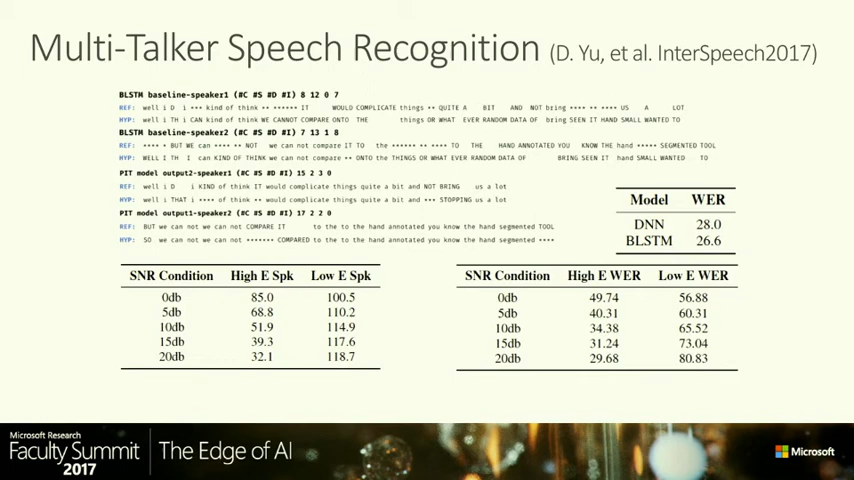 Multi-Talker Speech Recognition (D. Yu, et al. InterSpeech2017)
BLSTM baseline-speaker1 (#C #S #D #I) 8 12 0 7
REF: well i D i *** kind of think ** ****** IT WOULD COMPLICATE things ** QUITE A BIT AND NOT bring **** **** ** US A LOT
HYP: well i TH i CAN kind of think WE CANNOT COMPARE ONTO THE things OR WHAT EVER RANDOM DATA OF bring SEEN IT HAND SMALL WANTED TO
BLSTM baseline-speaker2 (#C #S #D #I) 7 13 1 8
REF: **** * BUT WE can **** ** NOT we can not compare IT TO the ****** ** **** **** TO THE HAND ANNOTATED YOU KNOW THE hand ***** SEGMENTED TOOL
HYP: WELL I TH I can KIND OF THINK we can not compare ** ONTO the THINGS OR WHAT EVER RANDOM DATA OF BRING SEEN IT hand SMALL WANTED TO
PIT model output2-speaker1 (#C #S #D #I) 15 2 3 0
REF: well i D i KIND OF think IT would complicate things quite a bit and NOT BRING us a lot
HYP: well i THAT i **** of think ** would complicate things quite a bit and *** STOPPING us a lot
PIT model output1-speaker2 (#C #S #D #I) 17 2 2 0
REF: BUT we can not we can not COMPARE IT to the to the hand annotated you know the hand segmented TOOL
HYP: SO we can not we can not ******* COMPARED to the to the hand annotated you know the hand segmented ****
Model WER
DNN 28.0
BLSTM 26.6
SNR Condition High E Spk Low E Spk
0db 85.0 100.5
5db 68.8 110.2
10db 51.9 114.9
15db 39.3 117.6
20db 32.1 118.7
SNR Condition High E WER Low E WER
0db 49.74 56.88
5db 40.31 60.31
10db 34.38 65.52
15db 31.24 73.04
20db 29.68 80.83
Microsoft Research
Faculty Summit
2017
The Edge of AI
Microsoft